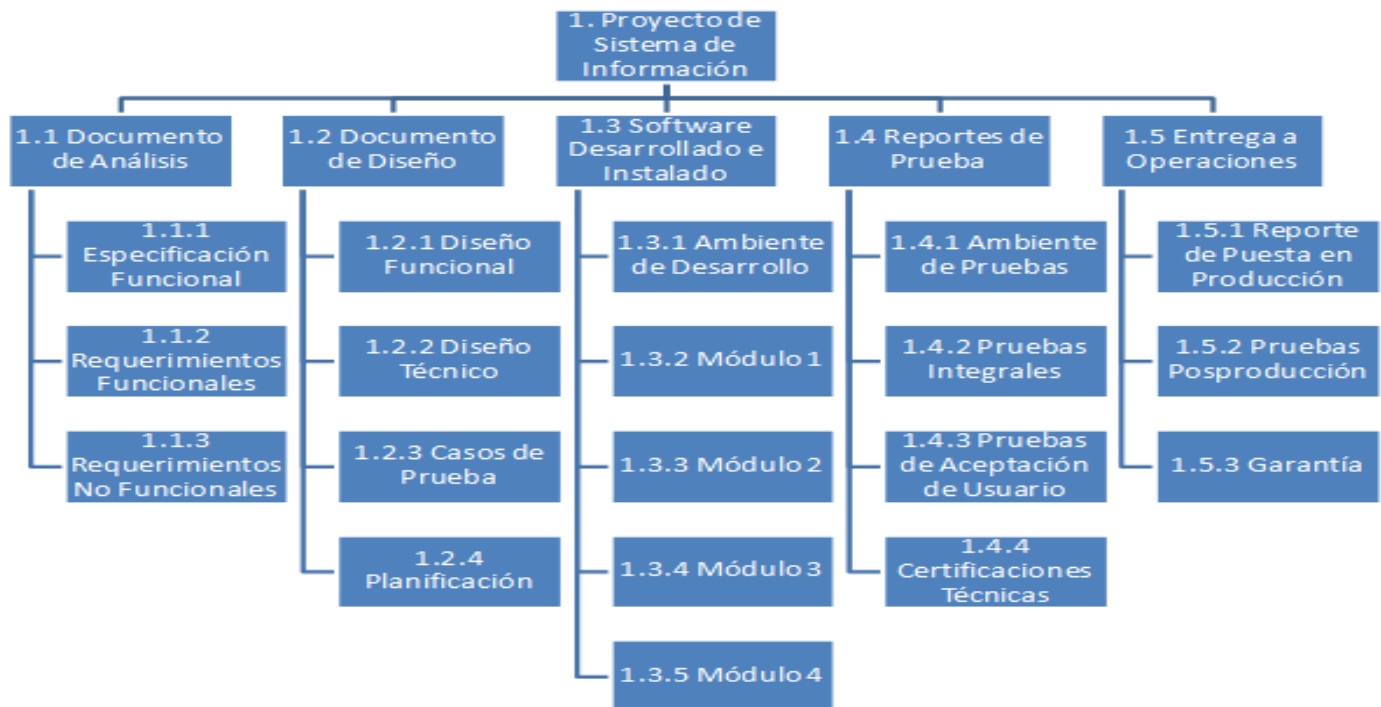 1. Proyecto de
Sistema de
Información
1.1 Documento
de Análisis
1.1.1
Especificación
Funcional
1.1.2
Requerimientos
Funcionales
1.1.3
Requerimientos
No Funcionales
1.2 Documento
de Diseño
1.2.1 Diseño
Funcional
1.2.2 Diseño
Técnico
1.2.3 Casos de
Prueba
1.2.4
Planificación
1.3 Software
Desarrollado e
Instalado
1.3.1 Ambiente
de Desarrollo
1.3.2 Módulo 1
1.3.3 Módulo 2
1.3.4 Módulo 3
1.3.5 Módulo 4
1.4 Reportes de
Prueba
1.4.1 Ambiente
de Pruebas
1.4.2 Pruebas
Integrales
1.4.3 Pruebas
de Aceptación
de Usuario
1.4.4
Certificaciones
Técnicas
1.5 Entrega a
Operaciones
1.5.1 Reporte
de Puesta en
Producción
1.5.2 Pruebas
Posproducción
1.5.3 Garantía